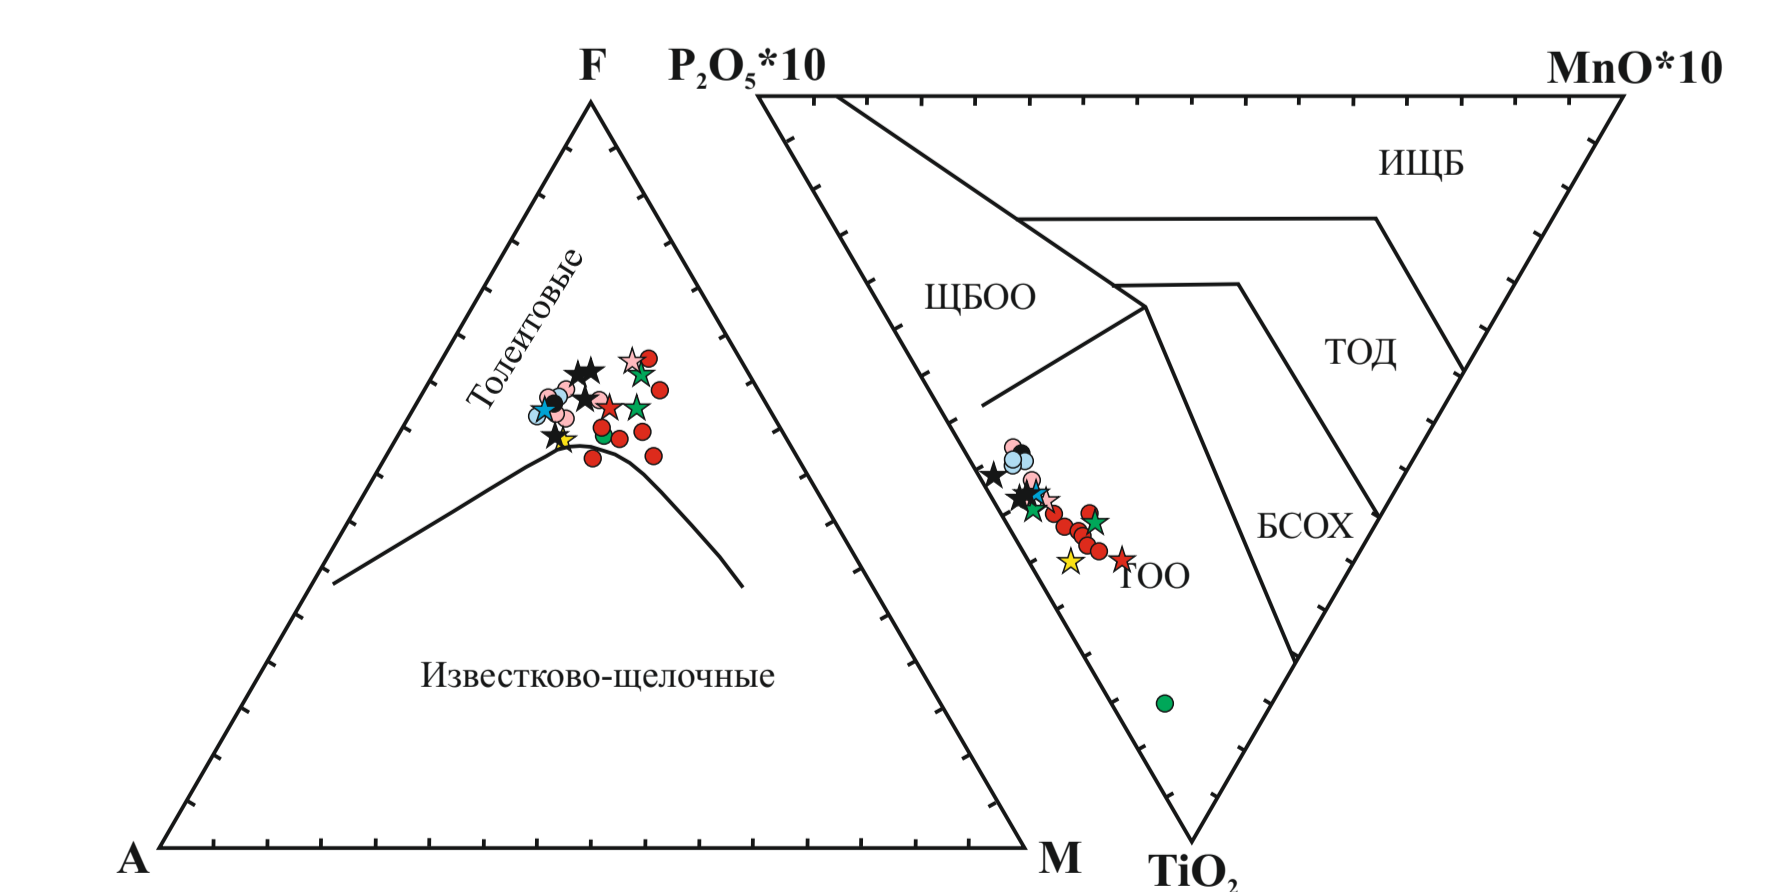 F
P₂O₅*10
MnO*10
ИЩБ
Толеитовые
ЩБОО
ТОД
БСОХ
ТОО
Известково-щелочные
A
M
TiO₂